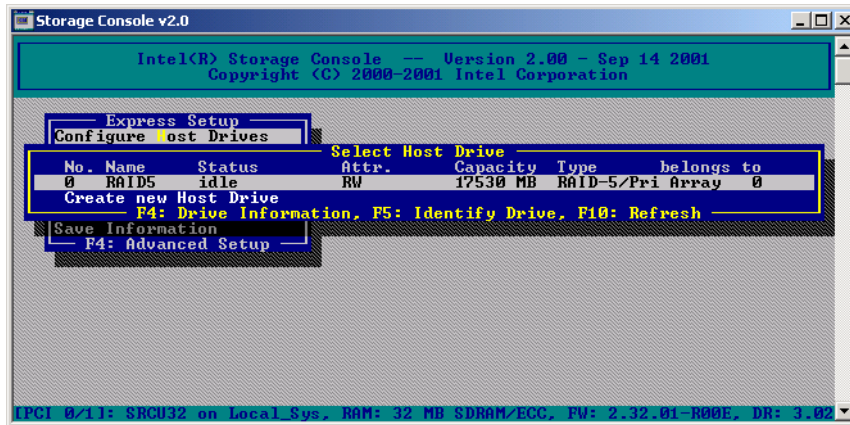 Storage Console v2.0
Intel(R) Storage Console -- Version 2.00 - Sep 14 2001
Copyright (C) 2000-2001 Intel Corporation
Express Setup
Configure Host Drives
Select Host Drive
No. Name Status Attr. Capacity Type belongs to
0 RAID5 idle RW 17530 MB RAID-5/Pri Array 0
Create new Host Drive
F4: Drive Information, F5: Identify Drive, F10: Refresh
Save Information
F4: Advanced Setup
[PCI 0/1]: SRCU32 on Local_Sys, RAM: 32 MB SDRAM/ECC, FW: 2.32.01-R00E, DR: 3.02